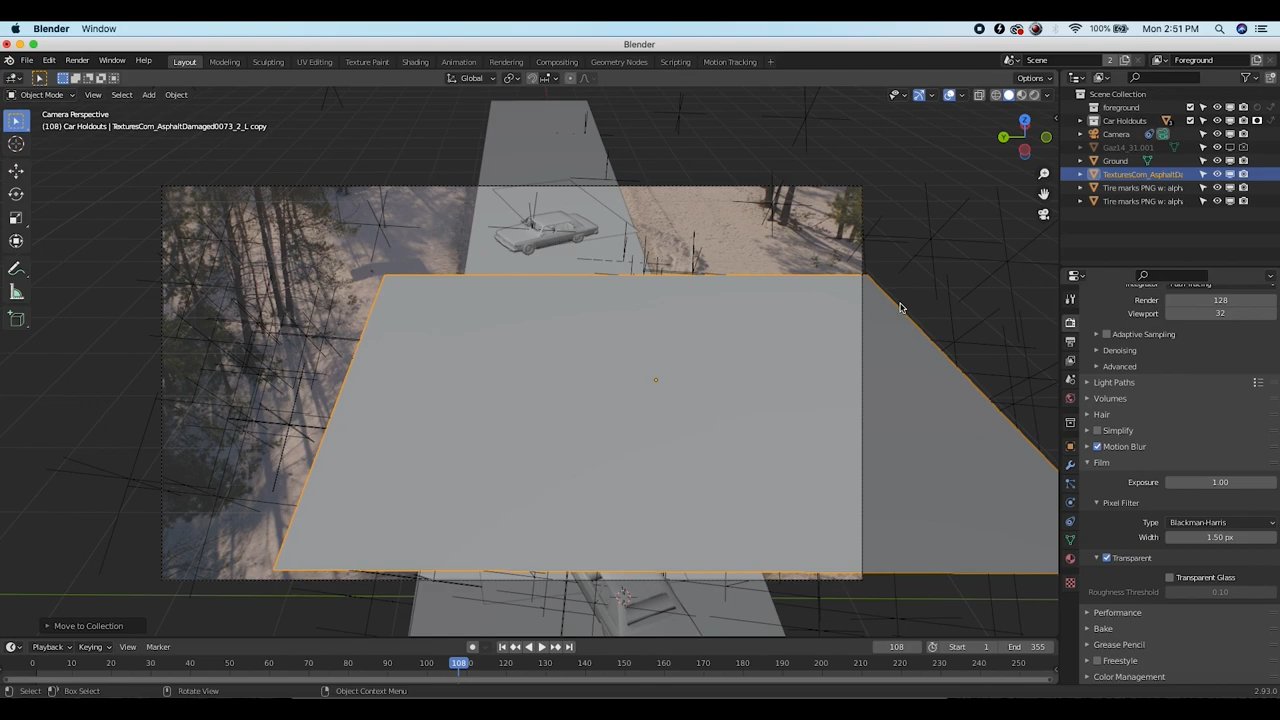 Blender Window 100% Mon 2:51 PM
Blender
File Edit Render Window Help Layout Modeling Sculpting UV Editing Texture Paint Shading Animation Rendering Compositing Geometry Nodes Scripting Motion Tracking + Scene 2 Foreground
Global Options
Object Mode View Select Add Object
Camera Perspective
(108) Car Holdouts | TexturesCom_AsphaltDamaged0073_2_L copy
Scene Collection
foreground
Car Holdouts
Camera
Gaz14_31.001
Ground
TexturesCom_AsphaltDa
Tire marks PNG w: alph
Tire marks PNG w: alph
Z
Y
Render 128
Viewport 32
Adaptive Sampling
Denoising
Advanced
Light Paths
Volumes
Hair
Simplify
Motion Blur
Film
Exposure 1.00
Pixel Filter
Type Blackman-Harris
Width 1.50 px
Transparent
Transparent Glass
Roughness Threshold 0.10
Performance
Bake
Grease Pencil
Freestyle
Color Management
Move to Collection
Playback Keying View Marker 108 Start 1 End 355
0 10 20 30 40 50 60 70 80 90 100 108 120 130 140 150 160 170 180 190 200 210 220 230 240 250
Select Box Select Rotate View Object Context Menu 2.93.0